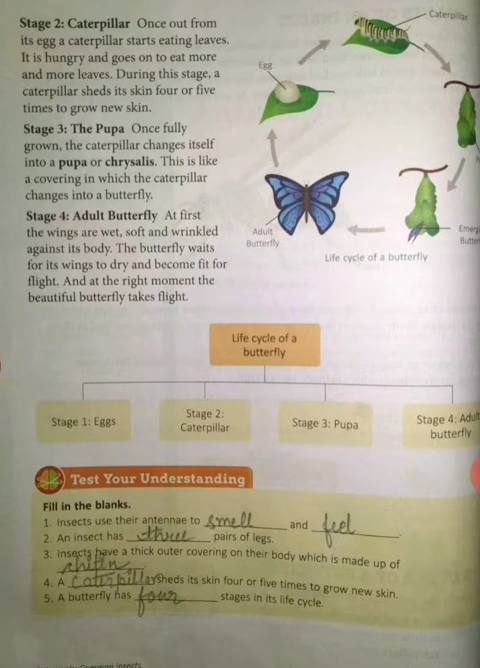 Stage 2: Caterpillar Once out from
its egg a caterpillar starts eating leaves.
It is hungry and goes on to eat more
and more leaves. During this stage, a
caterpillar sheds its skin four or five
times to grow new skin.
Stage 3: The Pupa Once fully
grown, the caterpillar changes itself
into a pupa or chrysalis. This is like
a covering in which the caterpillar
changes into a butterfly.
Stage 4: Adult Butterfly At first
the wings are wet, soft and wrinkled
against its body. The butterfly waits
for its wings to dry and become fit for
flight. And at the right moment the
beautiful butterfly takes flight.
Caterpillar
Egg
Adult
Butterfly
Life cycle of a butterfly
Life cycle of a
butterfly
Stage 1: Eggs
Stage 2:
Caterpillar
Stage 3: Pupa
Stage 4: Adult
butterfly
Test Your Understanding
Fill in the blanks.
1. Insects use their antennae to smell and feel.
2. An insect has three pairs of legs.
3. Insects have a thick outer covering on their body which is made up of
chitin.
4. A caterpillar sheds its skin four or five times to grow new skin.
5. A butterfly has four stages in its life cycle.
Common insects